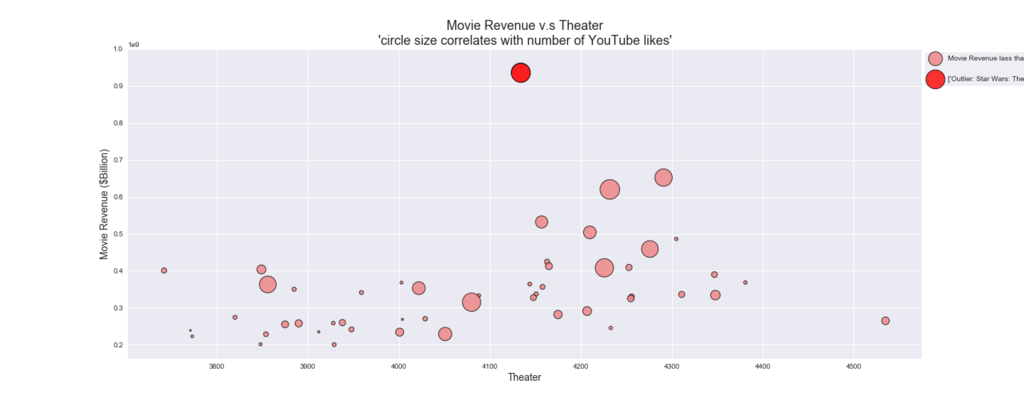 Movie Revenue v.s Theater
'circle size correlates with number of YouTube likes'
1e9
1.0
0.9
0.8
0.7
0.6
0.5
0.4
0.3
0.2
Movie Revenue ($Billion)
3800 3900 4000 4100 4200 4300 4400 4500
Theater
Movie Revenue lass tha
['Outlier: Star Wars: The